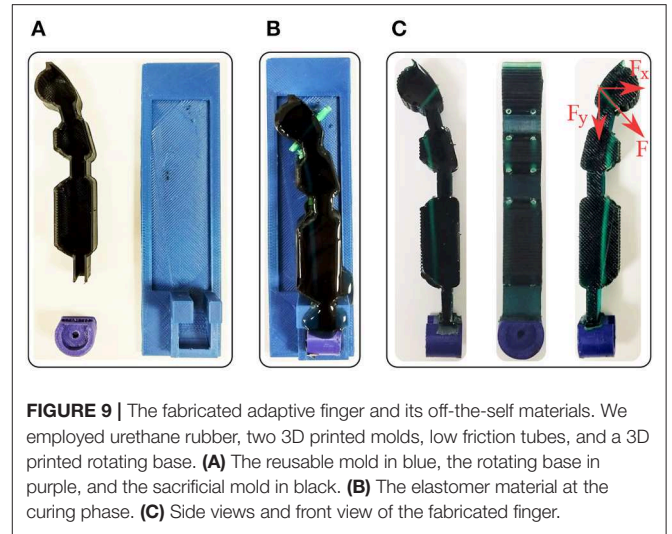 A
B
C
Fx
Fy
F
FIGURE 9 | The fabricated adaptive finger and its off-the-self materials. We
employed urethane rubber, two 3D printed molds, low friction tubes, and a 3D
printed rotating base. (A) The reusable mold in blue, the rotating base in
purple, and the sacrificial mold in black. (B) The elastomer material at the
curing phase. (C) Side views and front view of the fabricated finger.